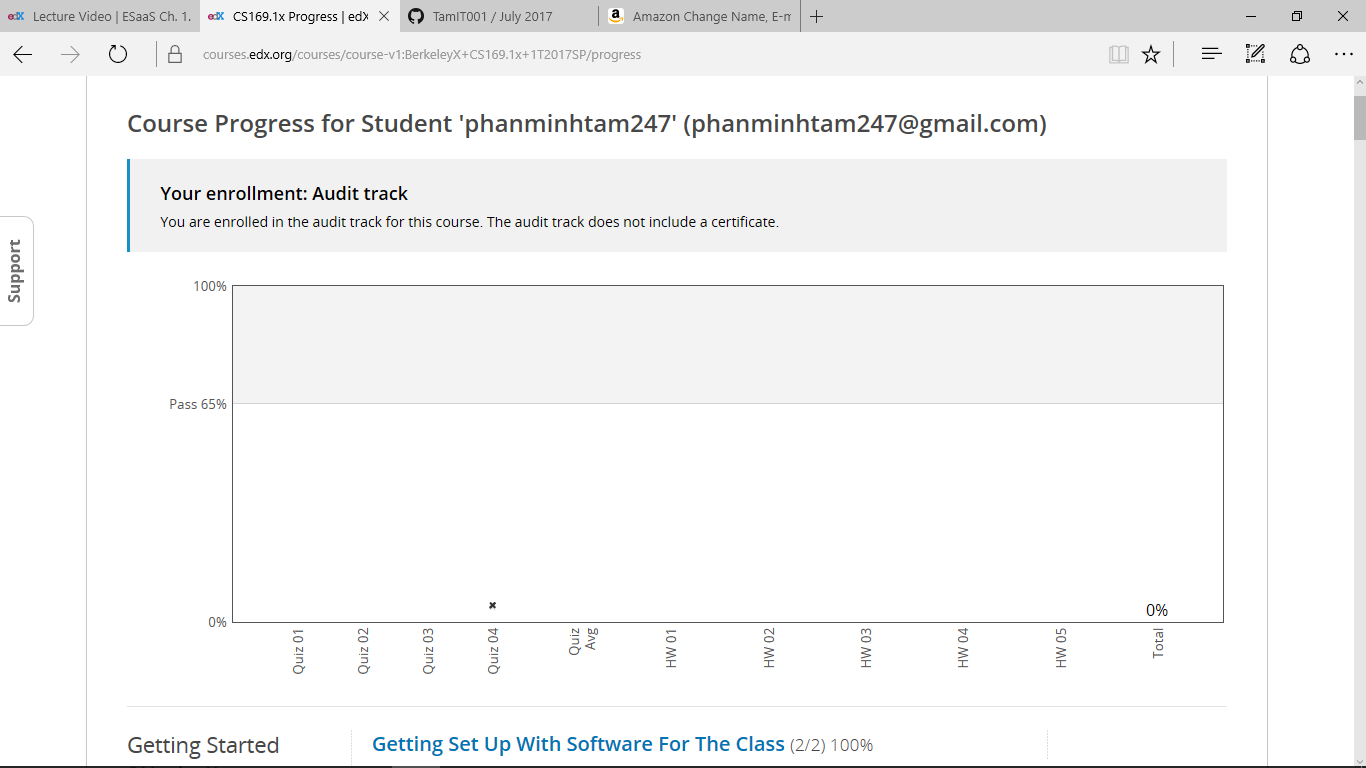 edX Lecture Video | ESaaS Ch. 1.
edX CS169.1x Progress | edX
TamIT001 / July 2017
a Amazon Change Name, E-m
courses.edx.org/courses/course-v1:BerkeleyX+CS169.1x+1T2017SP/progress
Course Progress for Student 'phanminhtam247' (phanminhtam247@gmail.com)
Your enrollment: Audit track
You are enrolled in the audit track for this course. The audit track does not include a certificate.
Support
100%
Pass 65%
0%
0%
Quiz 01
Quiz 02
Quiz 03
Quiz 04
Quiz
Avg
HW 01
HW 02
HW 03
HW 04
HW 05
Total
Getting Started
Getting Set Up With Software For The Class (2/2) 100%